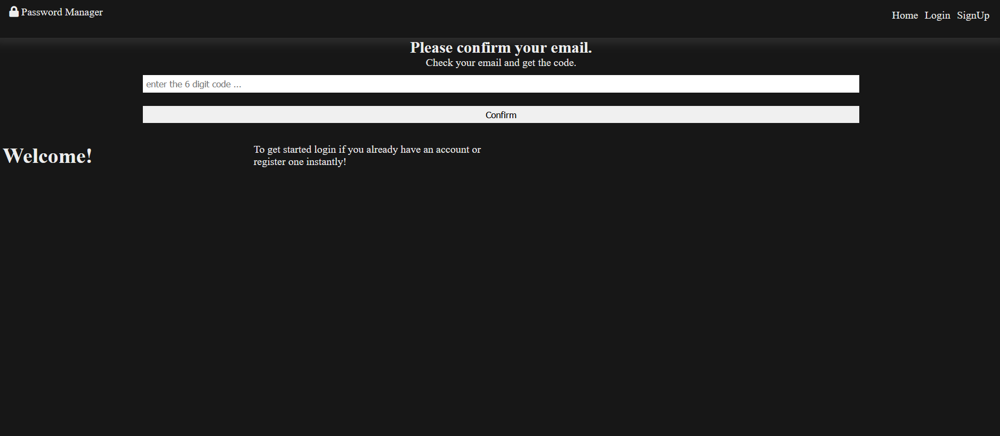 Password Manager
Home Login SignUp
Please confirm your email.
Check your email and get the code.
enter the 6 digit code ...
Confirm
Welcome!
To get started login if you already have an account or
register one instantly!